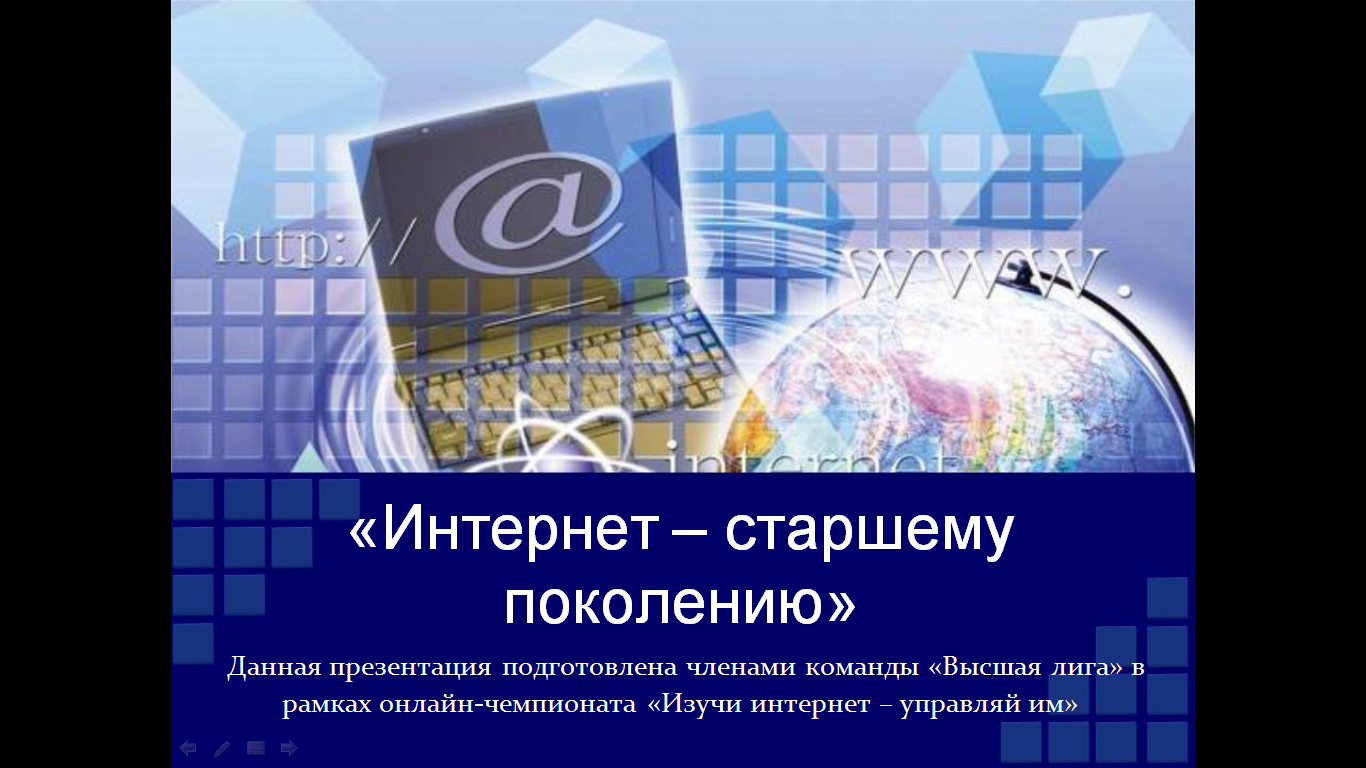 http://
@
www.
internet
«Интернет – старшему
поколению»
Данная презентация подготовлена членами команды «Высшая лига» в
рамках онлайн-чемпионата «Изучи интернет – управляй им»